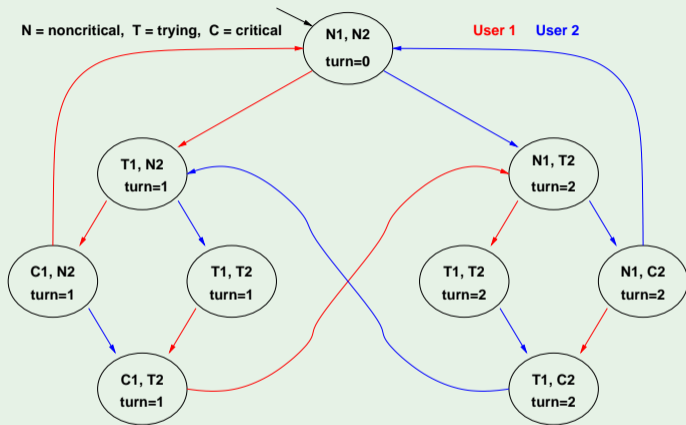 N = noncritical, T = trying, C = critical
User 1 User 2
N1, N2
turn=0
T1, N2
turn=1
N1, T2
turn=2
C1, N2
turn=1
T1, T2
turn=1
T1, T2
turn=2
N1, C2
turn=2
C1, T2
turn=1
T1, C2
turn=2